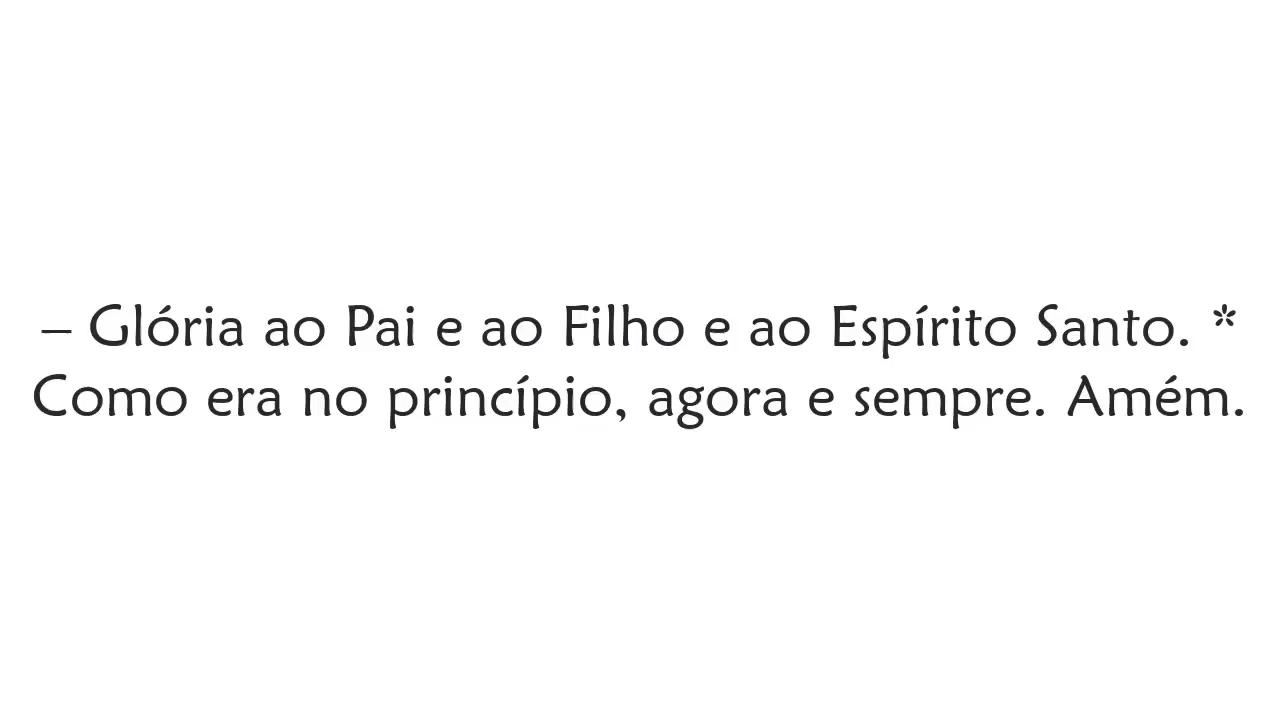 – Glória ao Pai e ao Filho e ao Espírito Santo. *
Como era no princípio, agora e sempre. Amém.